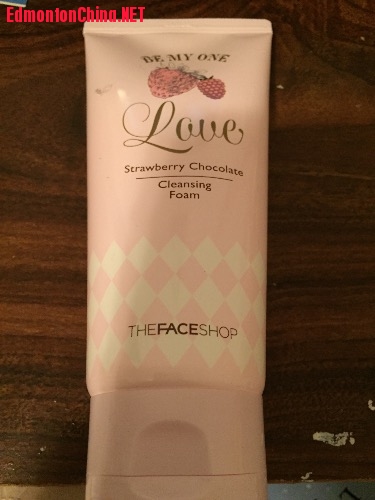 EdmontonChina.NET
BE MY ONE
Love
Strawberry Chocolate
Cleansing
Foam
THEFACESHOP